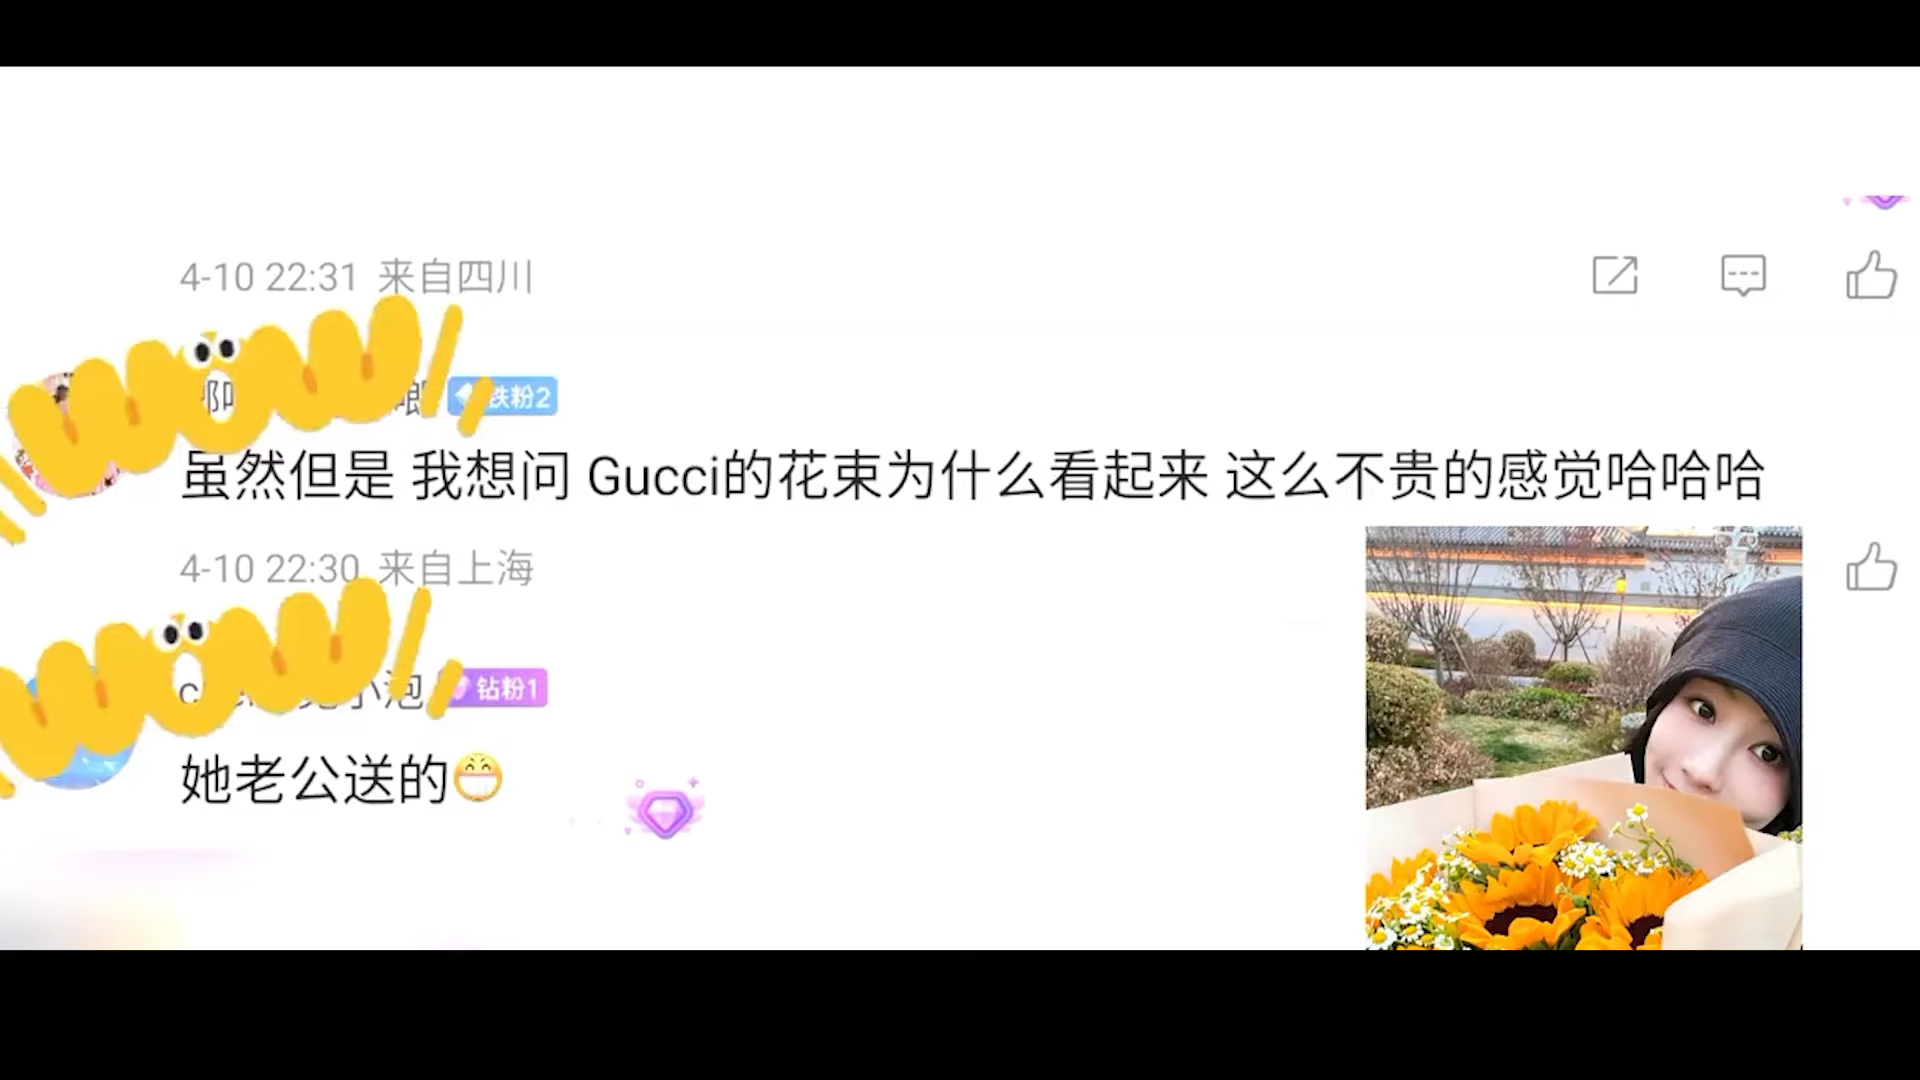 4-10 22:31 来自四川
铁粉2
虽然但是 我想问 Gucci的花束为什么看起来 这么不贵的感觉哈哈哈
4-10 22:30 来自上海
小泡 钻粉1
她老公送的